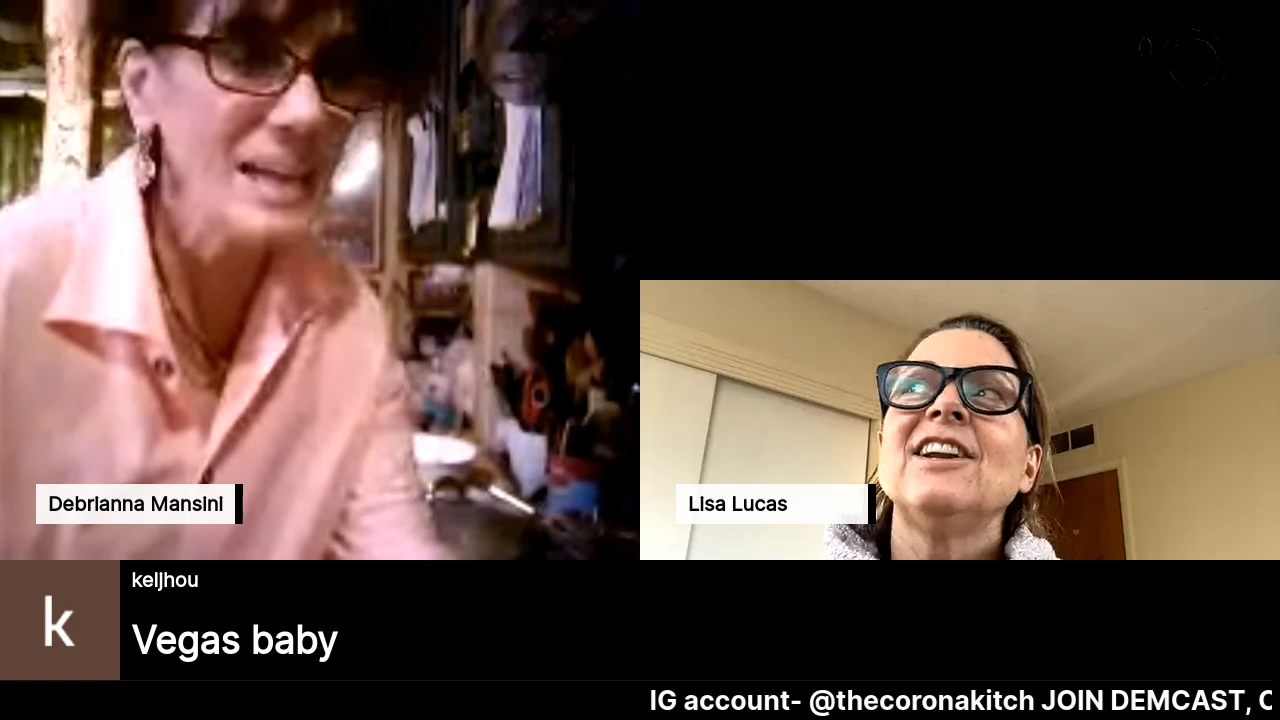 Debrianna Mansini
Lisa Lucas
k
keljhou
Vegas baby
IG account- @thecoronakitch JOIN DEMCAST, C